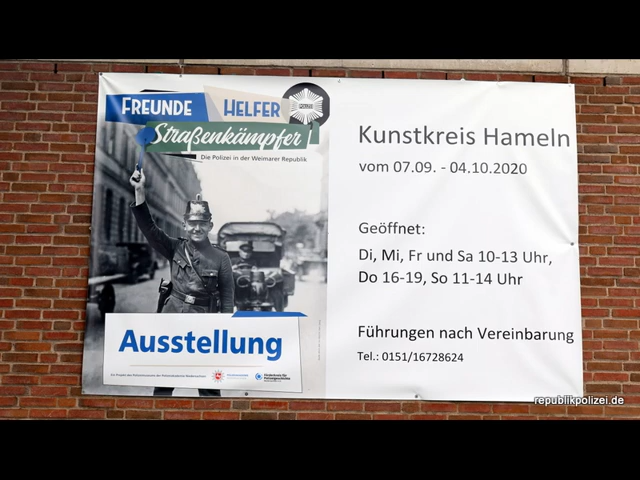 FREUNDE HELFER
Straßenkämpfer
Die Polizei in der Weimarer Republik
Ausstellung
Kunstkreis Hameln
vom 07.09. - 04.10.2020
Geöffnet:
Di, Mi, Fr und Sa 10-13 Uhr,
Do 16-19, So 11-14 Uhr
Führungen nach Vereinbarung
Tel.: 0151/16728624
republikpolizei.de